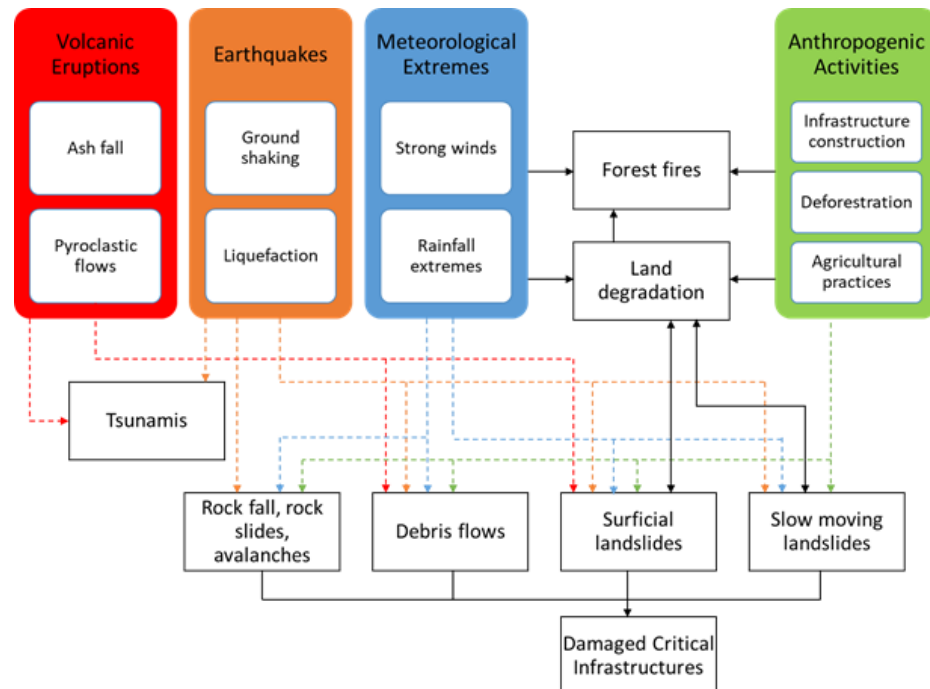 Volcanic
Eruptions
Ash fall
Pyroclastic
flows
Earthquakes
Ground
shaking
Liquefaction
Meteorological
Extremes
Strong winds
Rainfall
extremes
Forest fires
Land
degradation
Anthropogenic
Activities
Infrastructure
construction
Deforestration
Agricultural
practices
Tsunamis
Rock fall, rock
slides,
avalanches
Debris flows
Surficial
landslides
Slow moving
landslides
Damaged Critical
Infrastructures